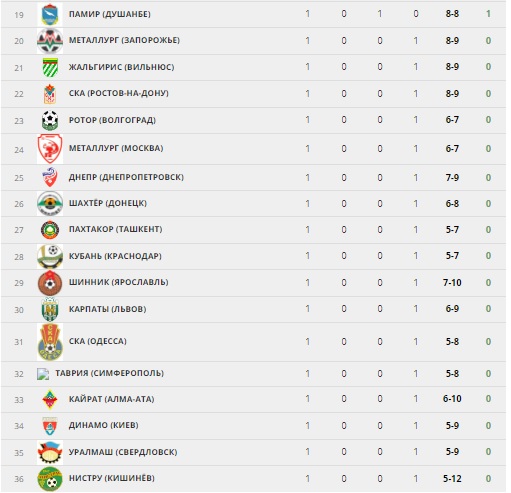 19 ПАМИР (ДУШАНБЕ) 1 0 1 0 8-8 1
20 МЕТАЛЛУРГ (ЗАПОРОЖЬЕ) 1 0 0 1 8-9 0
21 ЖАЛЬГИРИС (ВИЛЬНЮС) 1 0 0 1 8-9 0
22 СКА (РОСТОВ-НА-ДОНУ) 1 0 0 1 8-9 0
23 РОТОР (ВОЛГОГРАД) 1 0 0 1 6-7 0
24 МЕТАЛЛУРГ (МОСКВА) 1 0 0 1 6-7 0
25 ДНЕПР (ДНЕПРОПЕТРОВСК) 1 0 0 1 7-9 0
26 ШАХТЁР (ДОНЕЦК) 1 0 0 1 6-8 0
27 ПАХТАКОР (ТАШКЕНТ) 1 0 0 1 5-7 0
28 КУБАНЬ (КРАСНОДАР) 1 0 0 1 5-7 0
29 ШИННИК (ЯРОСЛАВЛЬ) 1 0 0 1 7-10 0
30 КАРПАТЫ (ЛЬВОВ) 1 0 0 1 6-9 0
31 СКА (ОДЕССА) 1 0 0 1 5-8 0
32 ТАВРИЯ (СИМФЕРОПОЛЬ) 1 0 0 1 5-8 0
33 КАЙРАТ (АЛМА-АТА) 1 0 0 1 6-10 0
34 ДИНАМО (КИЕВ) 1 0 0 1 5-9 0
35 УРАЛМАШ (СВЕРДЛОВСК) 1 0 0 1 5-9 0
36 НИСТРУ (КИШИНЁВ) 1 0 0 1 5-12 0